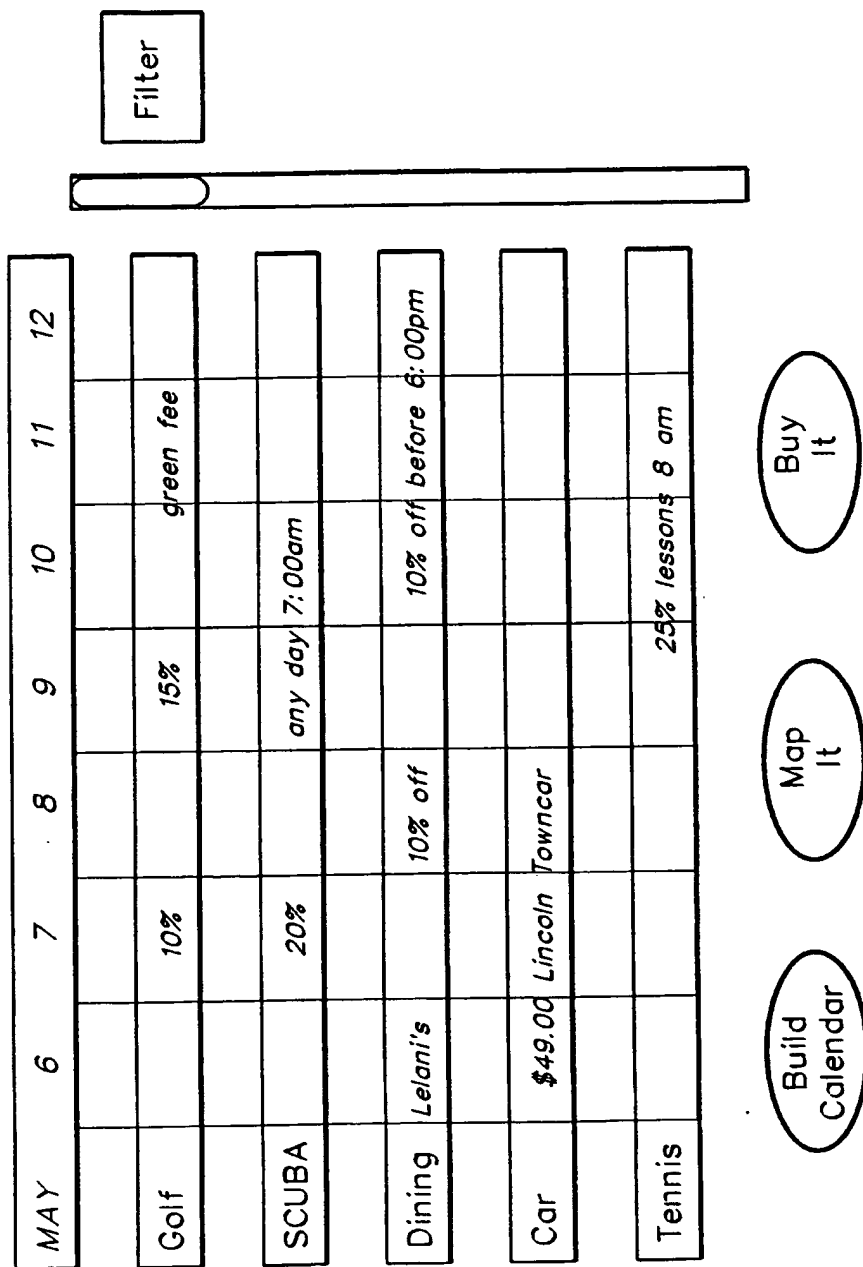 MAY 6 7 8 9 10 11 12
Golf 10% 15% green fee
SCUBA 20% any day 7:00am
Dining Lelani's 10% off 10% off before 6:00pm
Car $49.00 Lincoln Towncar
Tennis 25% lessons 8 am
Filter
Build
Calendar
Map
It
Buy
It